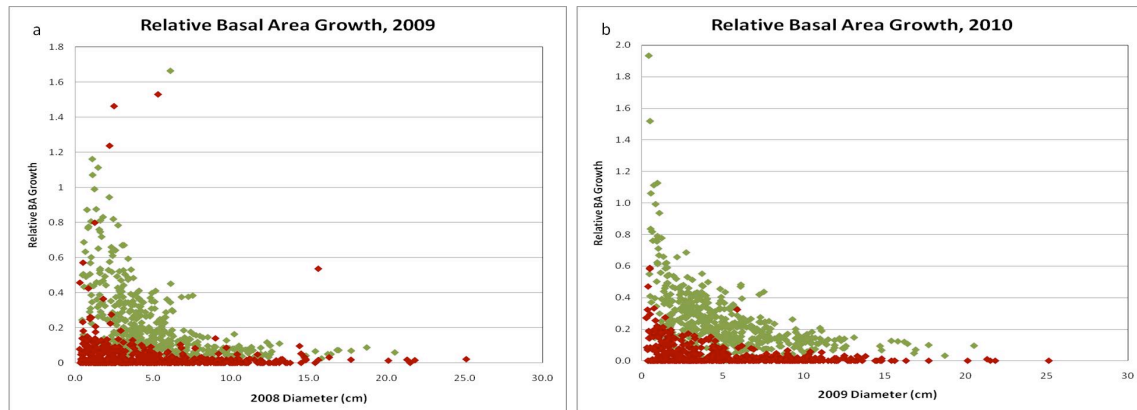 a
Relative Basal Area Growth, 2009
1.8
1.6
1.4
1.2
1
0.8
0.6
0.4
0.2
0
Relative BA Growth
0.0 5.0 10.0 15.0 20.0 25.0 30.0
2008 Diameter (cm)
b
Relative Basal Area Growth, 2010
2.0
1.8
1.6
1.4
1.2
1.0
0.8
0.6
0.4
0.2
0.0
Relative BA Growth
0 5 10 15 20 25 30
2009 Diameter (cm)